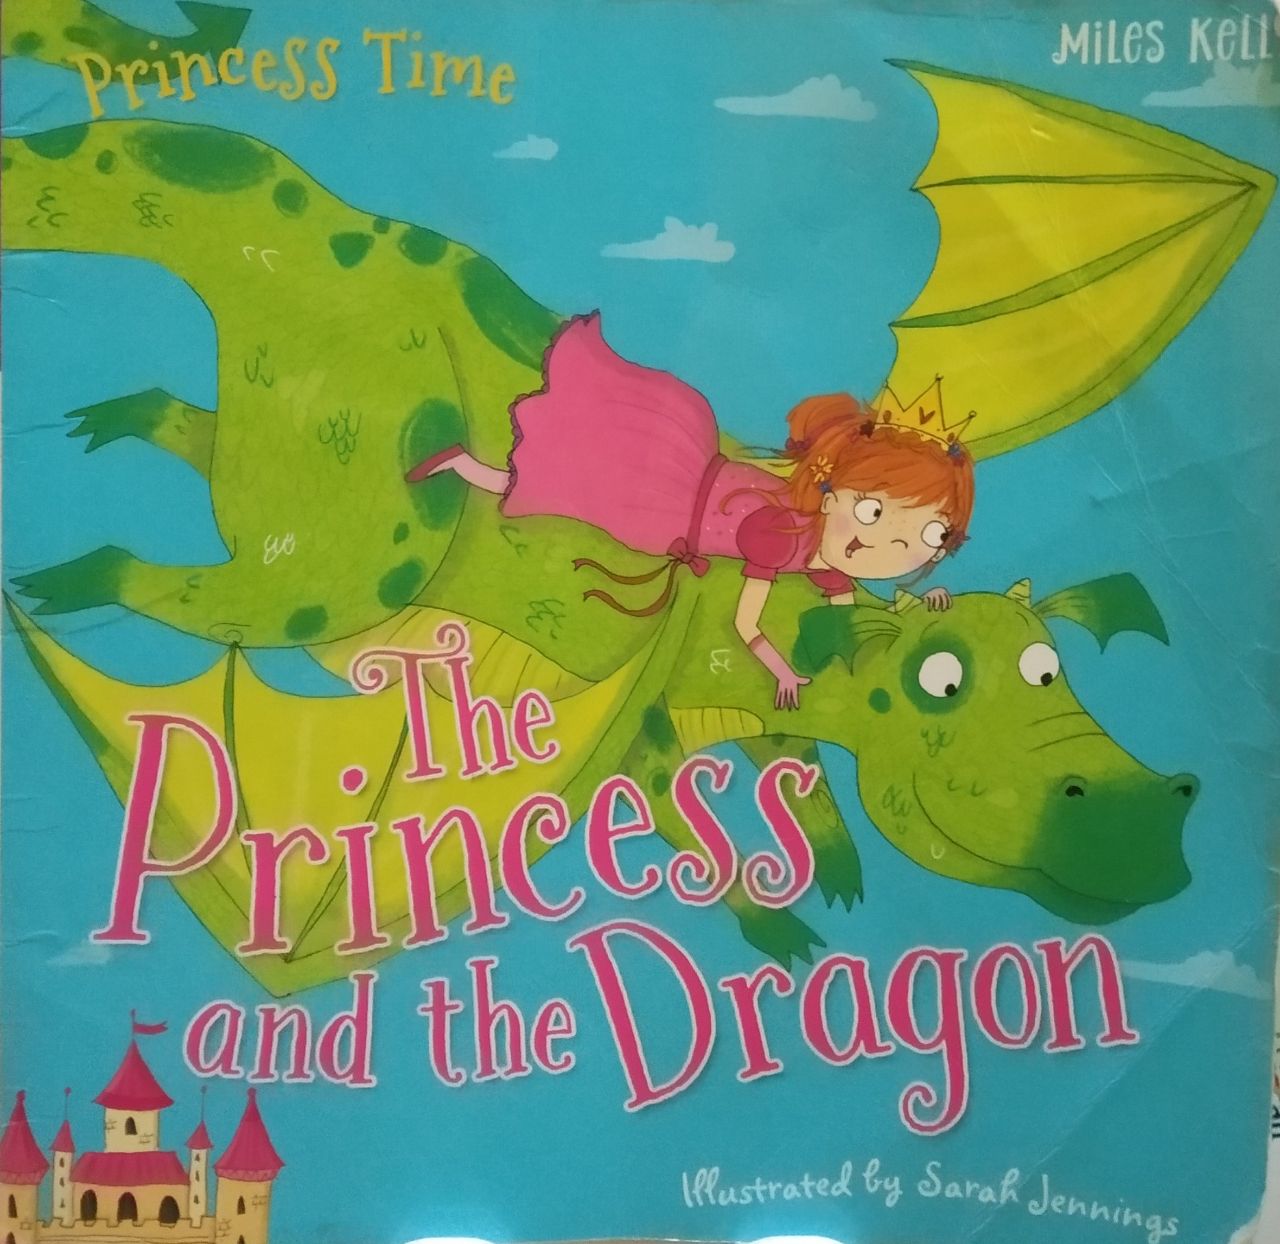 Princess Time
MiLES KELL
The
Princess
and the Dragon
Illustrated by Sarah Jennings